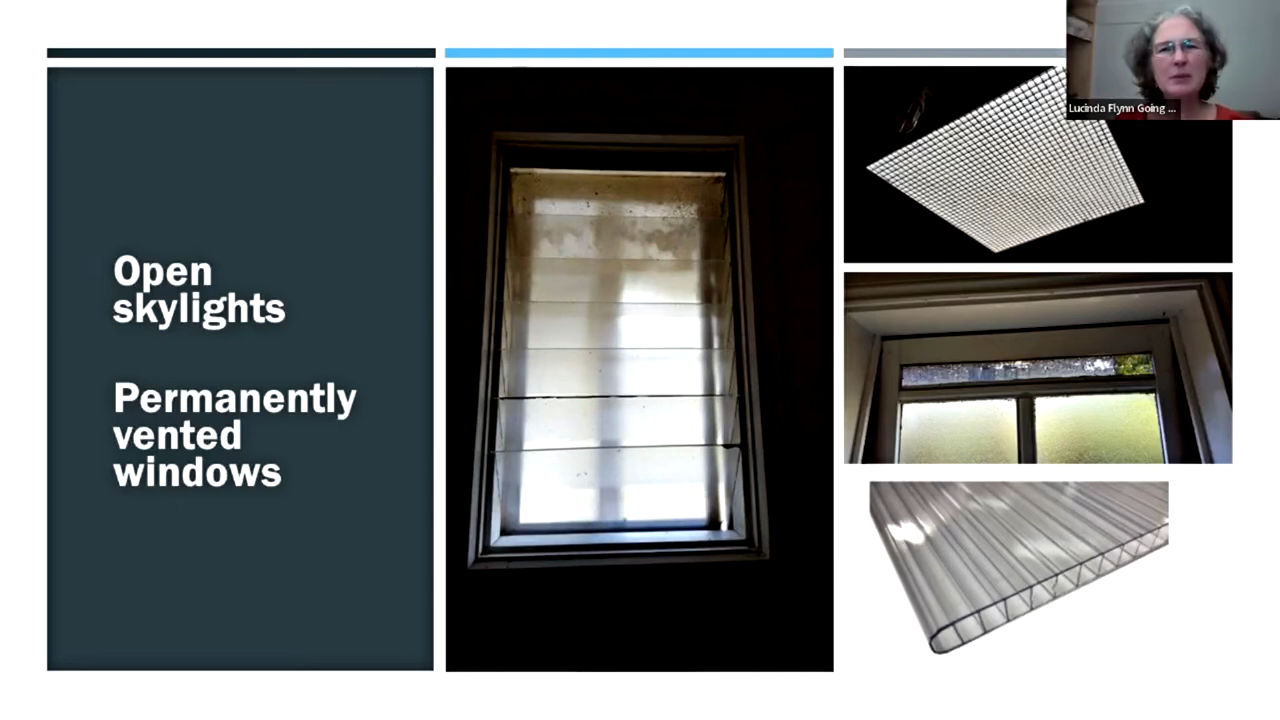 Open
skylights
Permanently
vented
windows
Lucinda Flynn Going ...